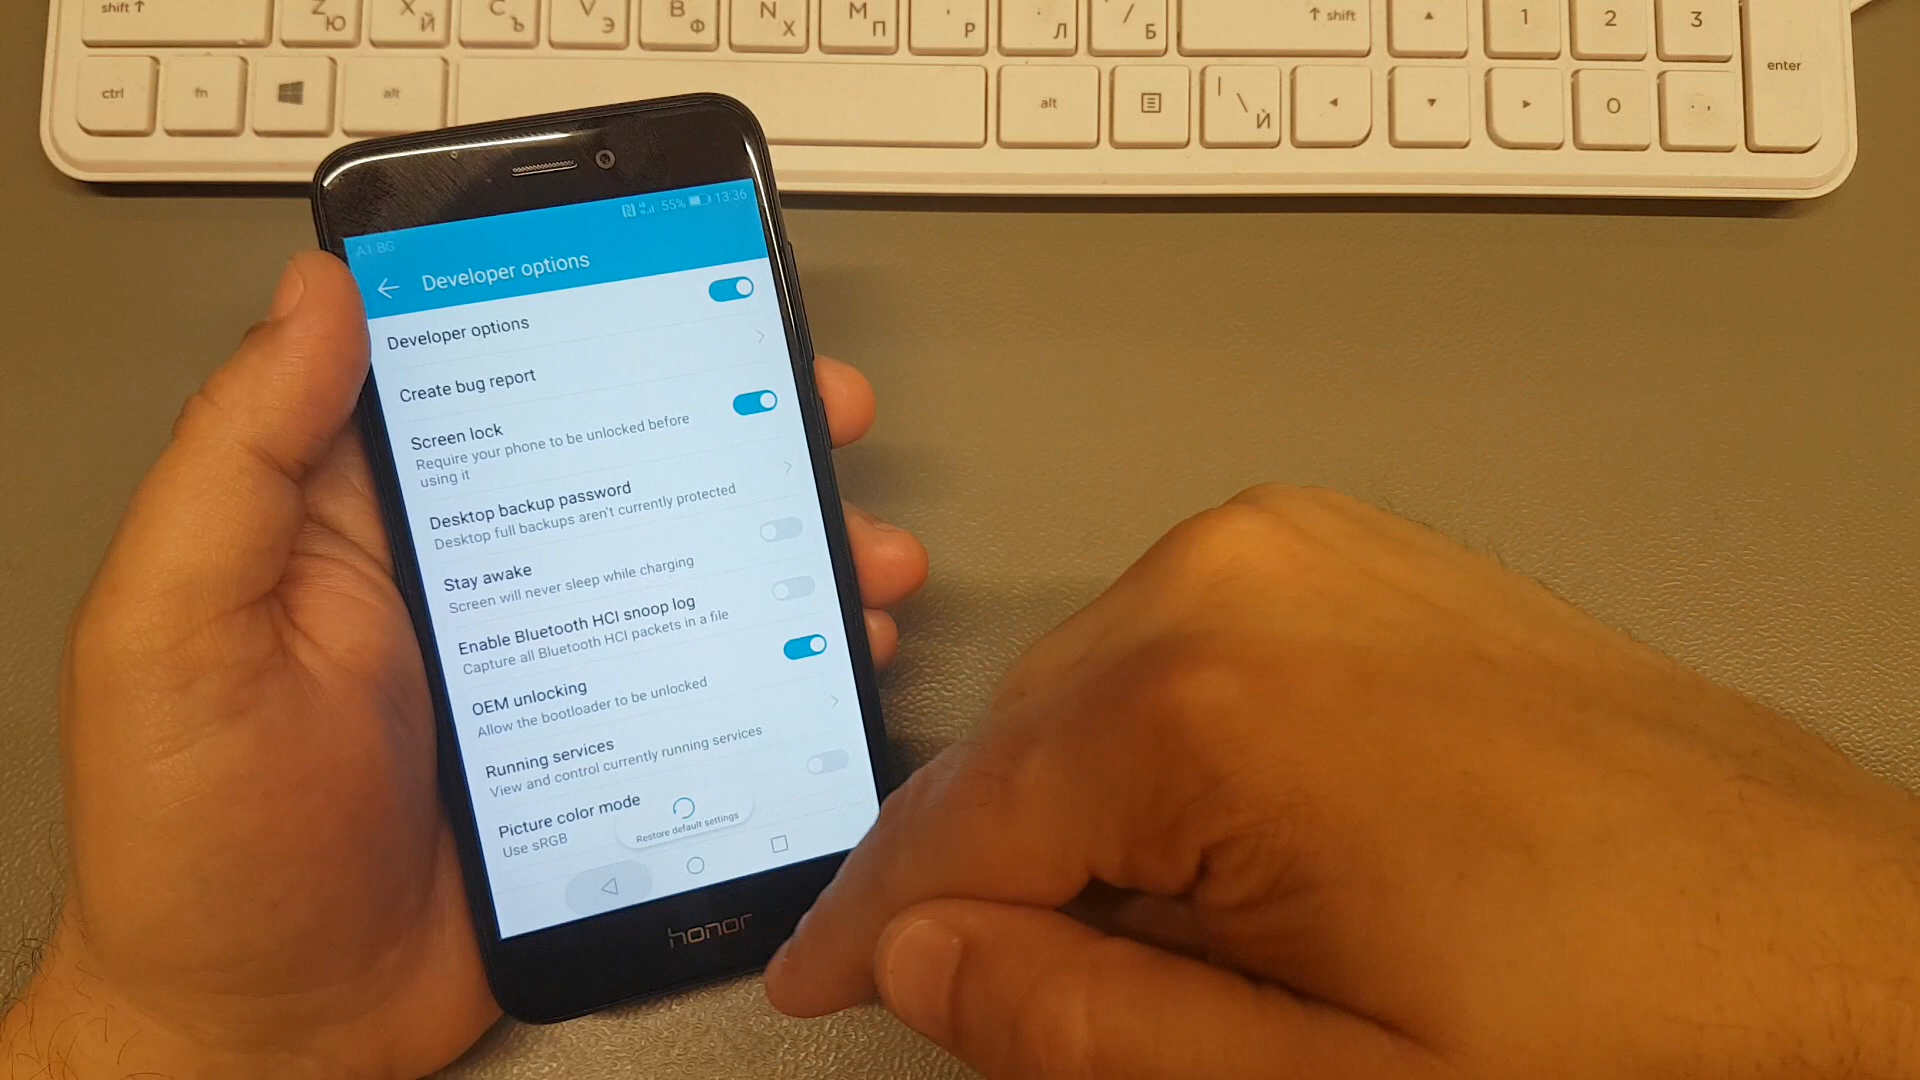 shift ↑
Z Ю
X Й
C Ъ
V Э
B Ф
N Х
M П
, Р
. Л
/ Б
↑ shift
1
2
3
enter
ctrl
fn
alt
alt
| \ Ѝ
0
. ,
A1 BG
55% 13:36
Developer options
Developer options
Create bug report
Screen lock
Require your phone to be unlocked before
using it
Desktop backup password
Desktop full backups aren't currently protected
Stay awake
Screen will never sleep while charging
Enable Bluetooth HCI snoop log
Capture all Bluetooth HCI packets in a file
OEM unlocking
Allow the bootloader to be unlocked
Running services
View and control currently running services
Picture color mode
Use sRGB
Restore default settings
honor